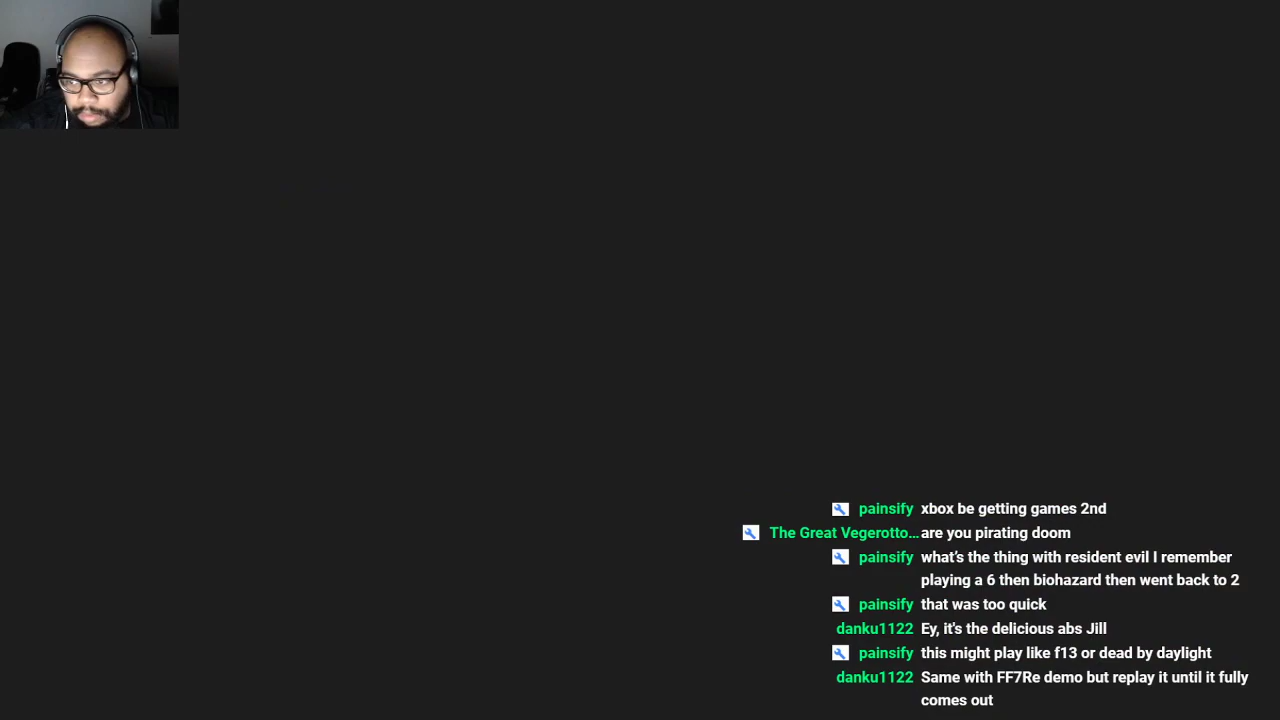 painsify xbox be getting games 2nd
The Great Vegerotto... are you pirating doom
painsify what's the thing with resident evil I remember
playing a 6 then biohazard then went back to 2
painsify that was too quick
danku1122 Ey, it's the delicious abs Jill
painsify this might play like f13 or dead by daylight
danku1122 Same with FF7Re demo but replay it until it fully
comes out